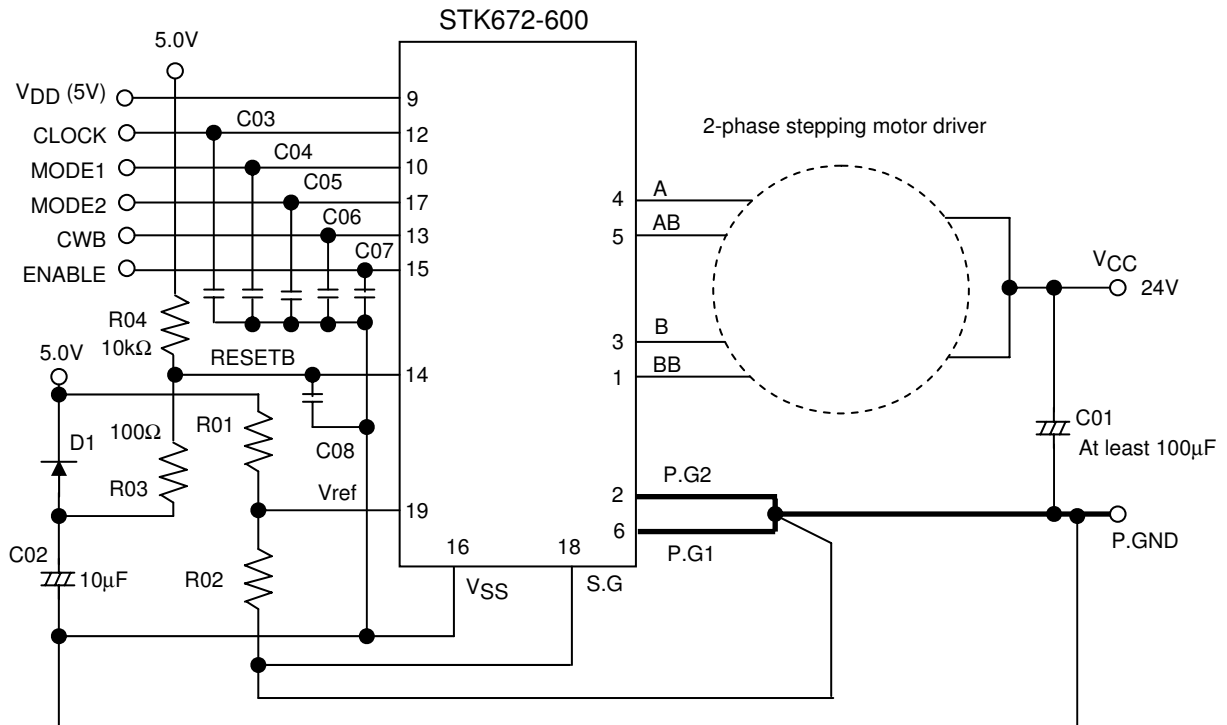 STK672-600
5.0V
VDD (5V)
9
CLOCK
C03
12
2-phase stepping motor driver
MODE1
C04
10
MODE2
C05
17
4
A
CWB
C06
13
5
AB
ENABLE
C07
15
VCC
24V
R04
10kΩ
3
B
5.0V
RESETB
14
1
BB
D1
100Ω
R01
C08
C01
At least 100µF
R03
Vref
19
2
P.G2
6
P.G1
P.GND
C02
10µF
R02
16
18
VSS
S.G